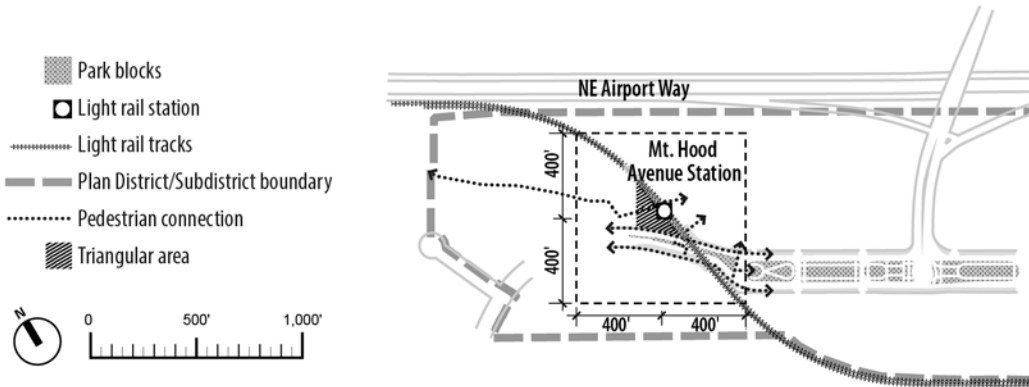 Park blocks
Light rail station
Light rail tracks
Plan District/Subdistrict boundary
Pedestrian connection
Triangular area
N
0 500' 1,000'
NE Airport Way
Mt. Hood
Avenue Station
400'
400'
400' 400'